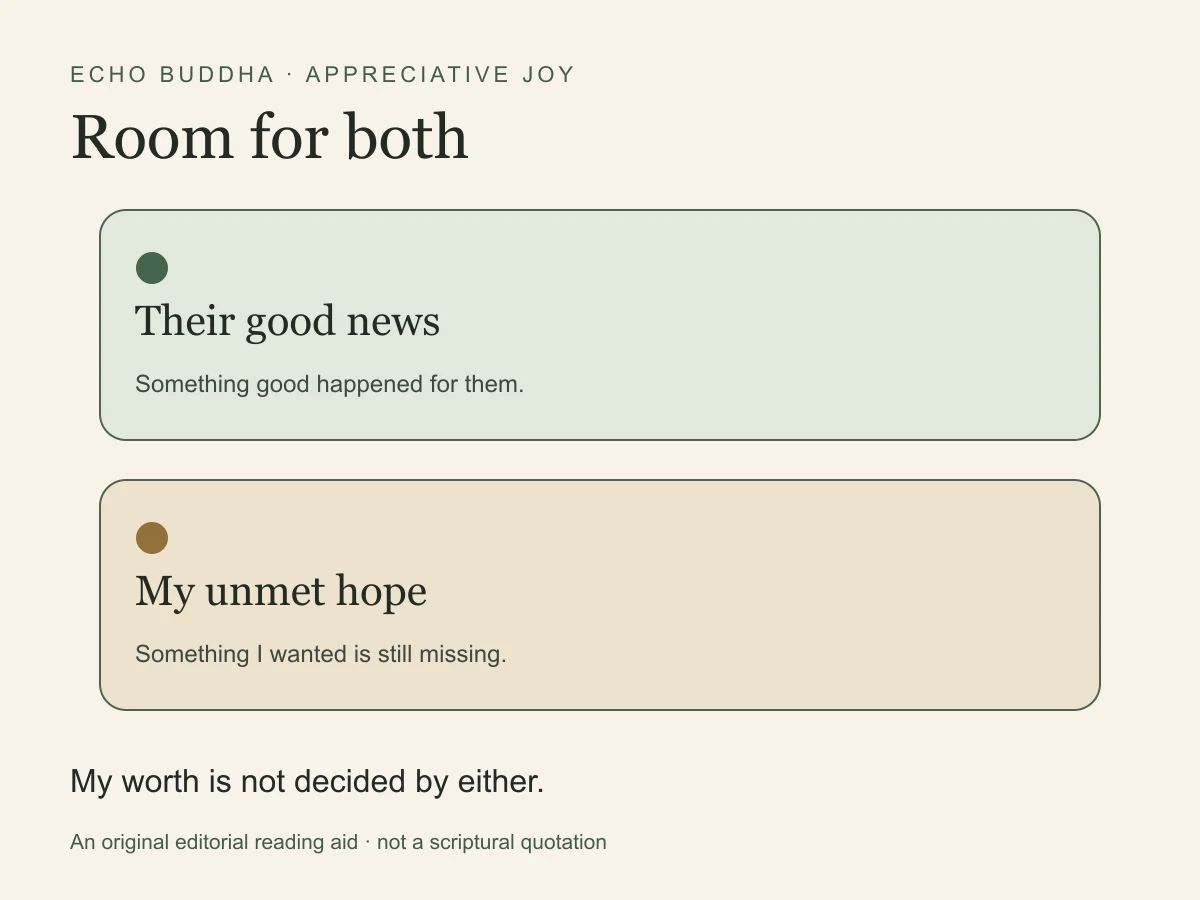 ECHO BUDDHA · APPRECIATIVE JOY
Room for both
Their good news
Something good happened for them.
My unmet hope
Something I wanted is still missing.
My worth is not decided by either.
An original editorial reading aid · not a scriptural quotation